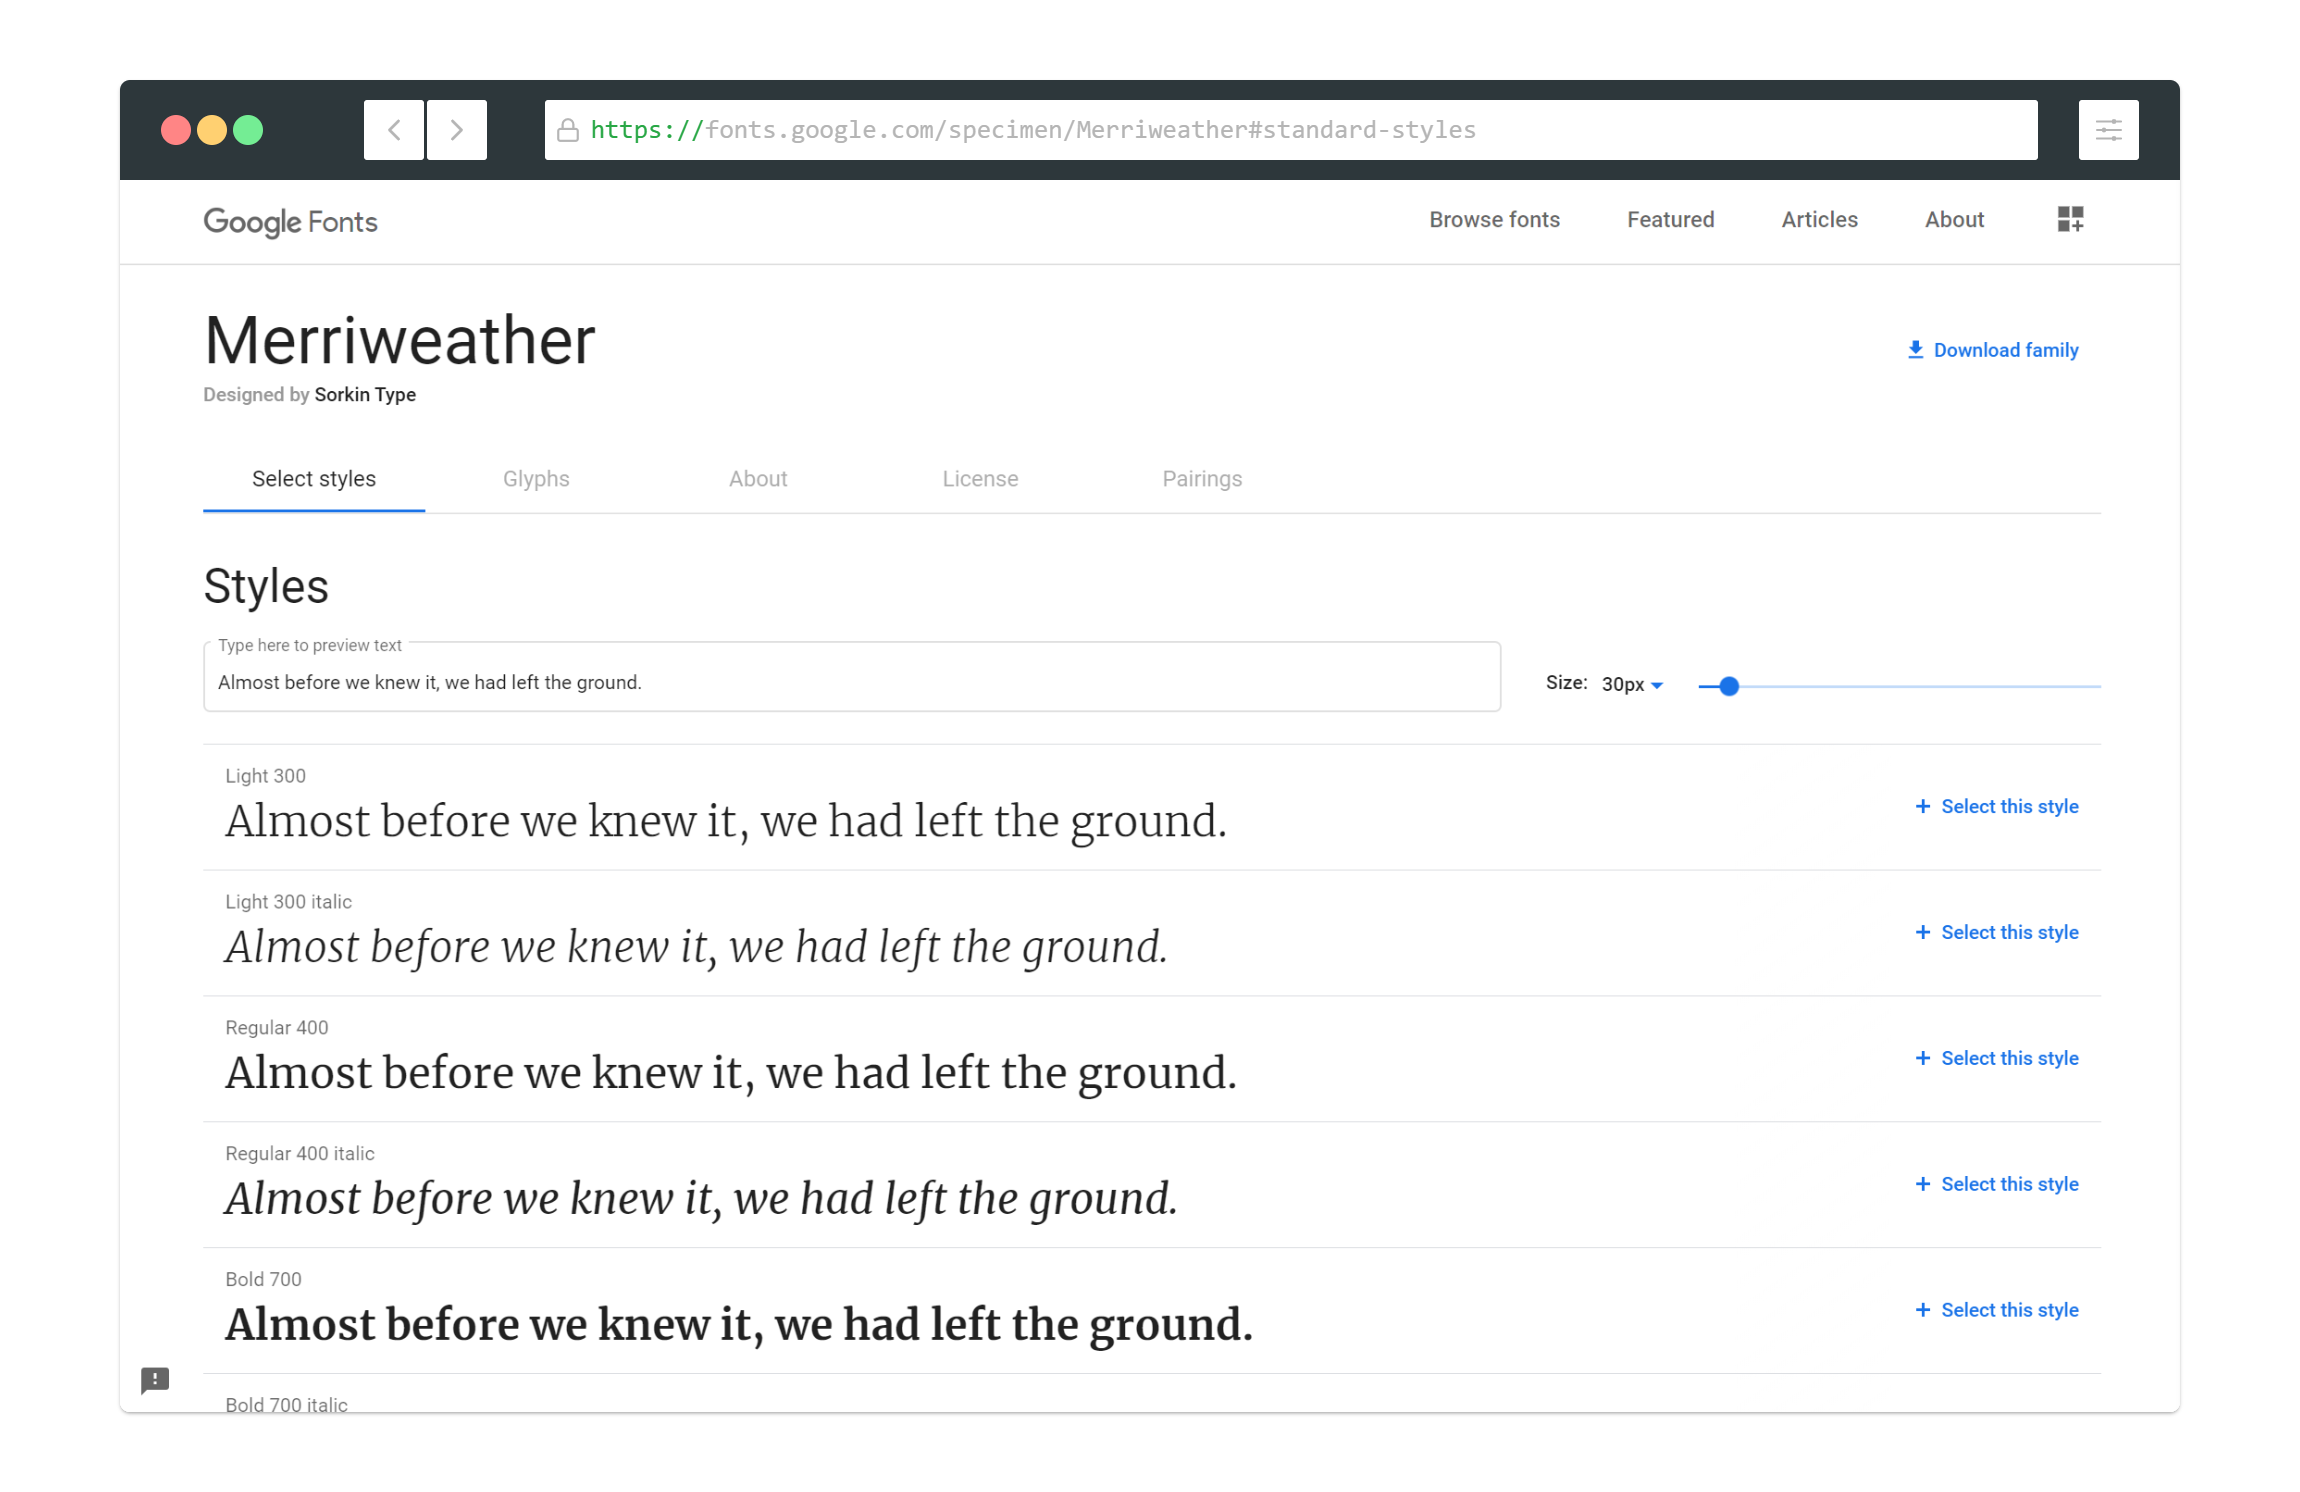 https://fonts.google.com/specimen/Merriweather#standard-styles
Google Fonts
Browse fonts
Featured
Articles
About
Merriweather
Download family
Designed by Sorkin Type
Select styles
Glyphs
About
License
Pairings
Styles
Type here to preview text
Almost before we knew it, we had left the ground.
Size: 30px
Light 300
Almost before we knew it, we had left the ground.
+ Select this style
Light 300 italic
Almost before we knew it, we had left the ground.
+ Select this style
Regular 400
Almost before we knew it, we had left the ground.
+ Select this style
Regular 400 italic
Almost before we knew it, we had left the ground.
+ Select this style
Bold 700
Almost before we knew it, we had left the ground.
+ Select this style
Bold 700 italic